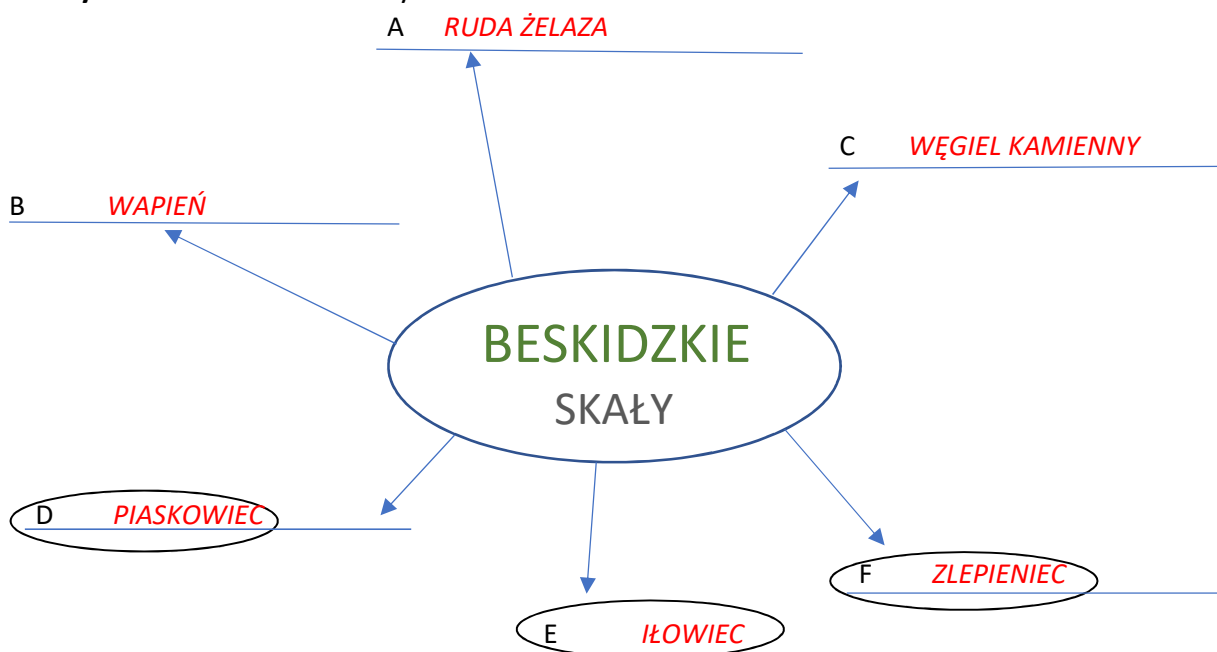 A RUDA ŻELAZA
C WĘGIEL KAMIENNY
B WAPIEŃ
BESKIDZKIE
SKAŁY
D PIASKOWIEC
F ZLEPIENIEC
E IŁOWIEC